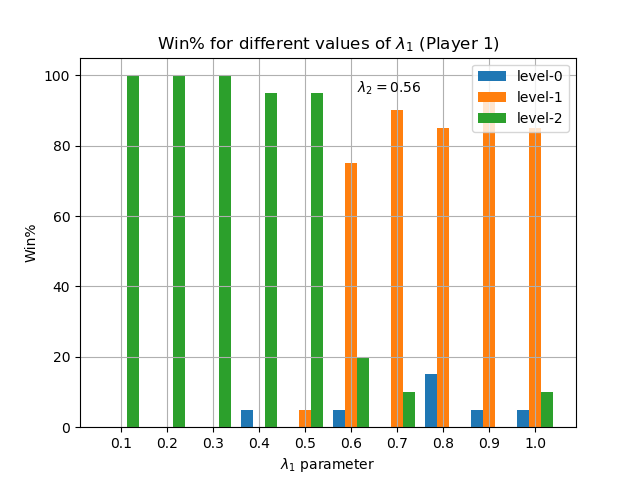 Win% for different values of λ₁ (Player 1)
λ₂ = 0.56
level-0
level-1
level-2
Win%
100
80
60
40
20
0
0.1 0.2 0.3 0.4 0.5 0.6 0.7 0.8 0.9 1.0
λ₁ parameter